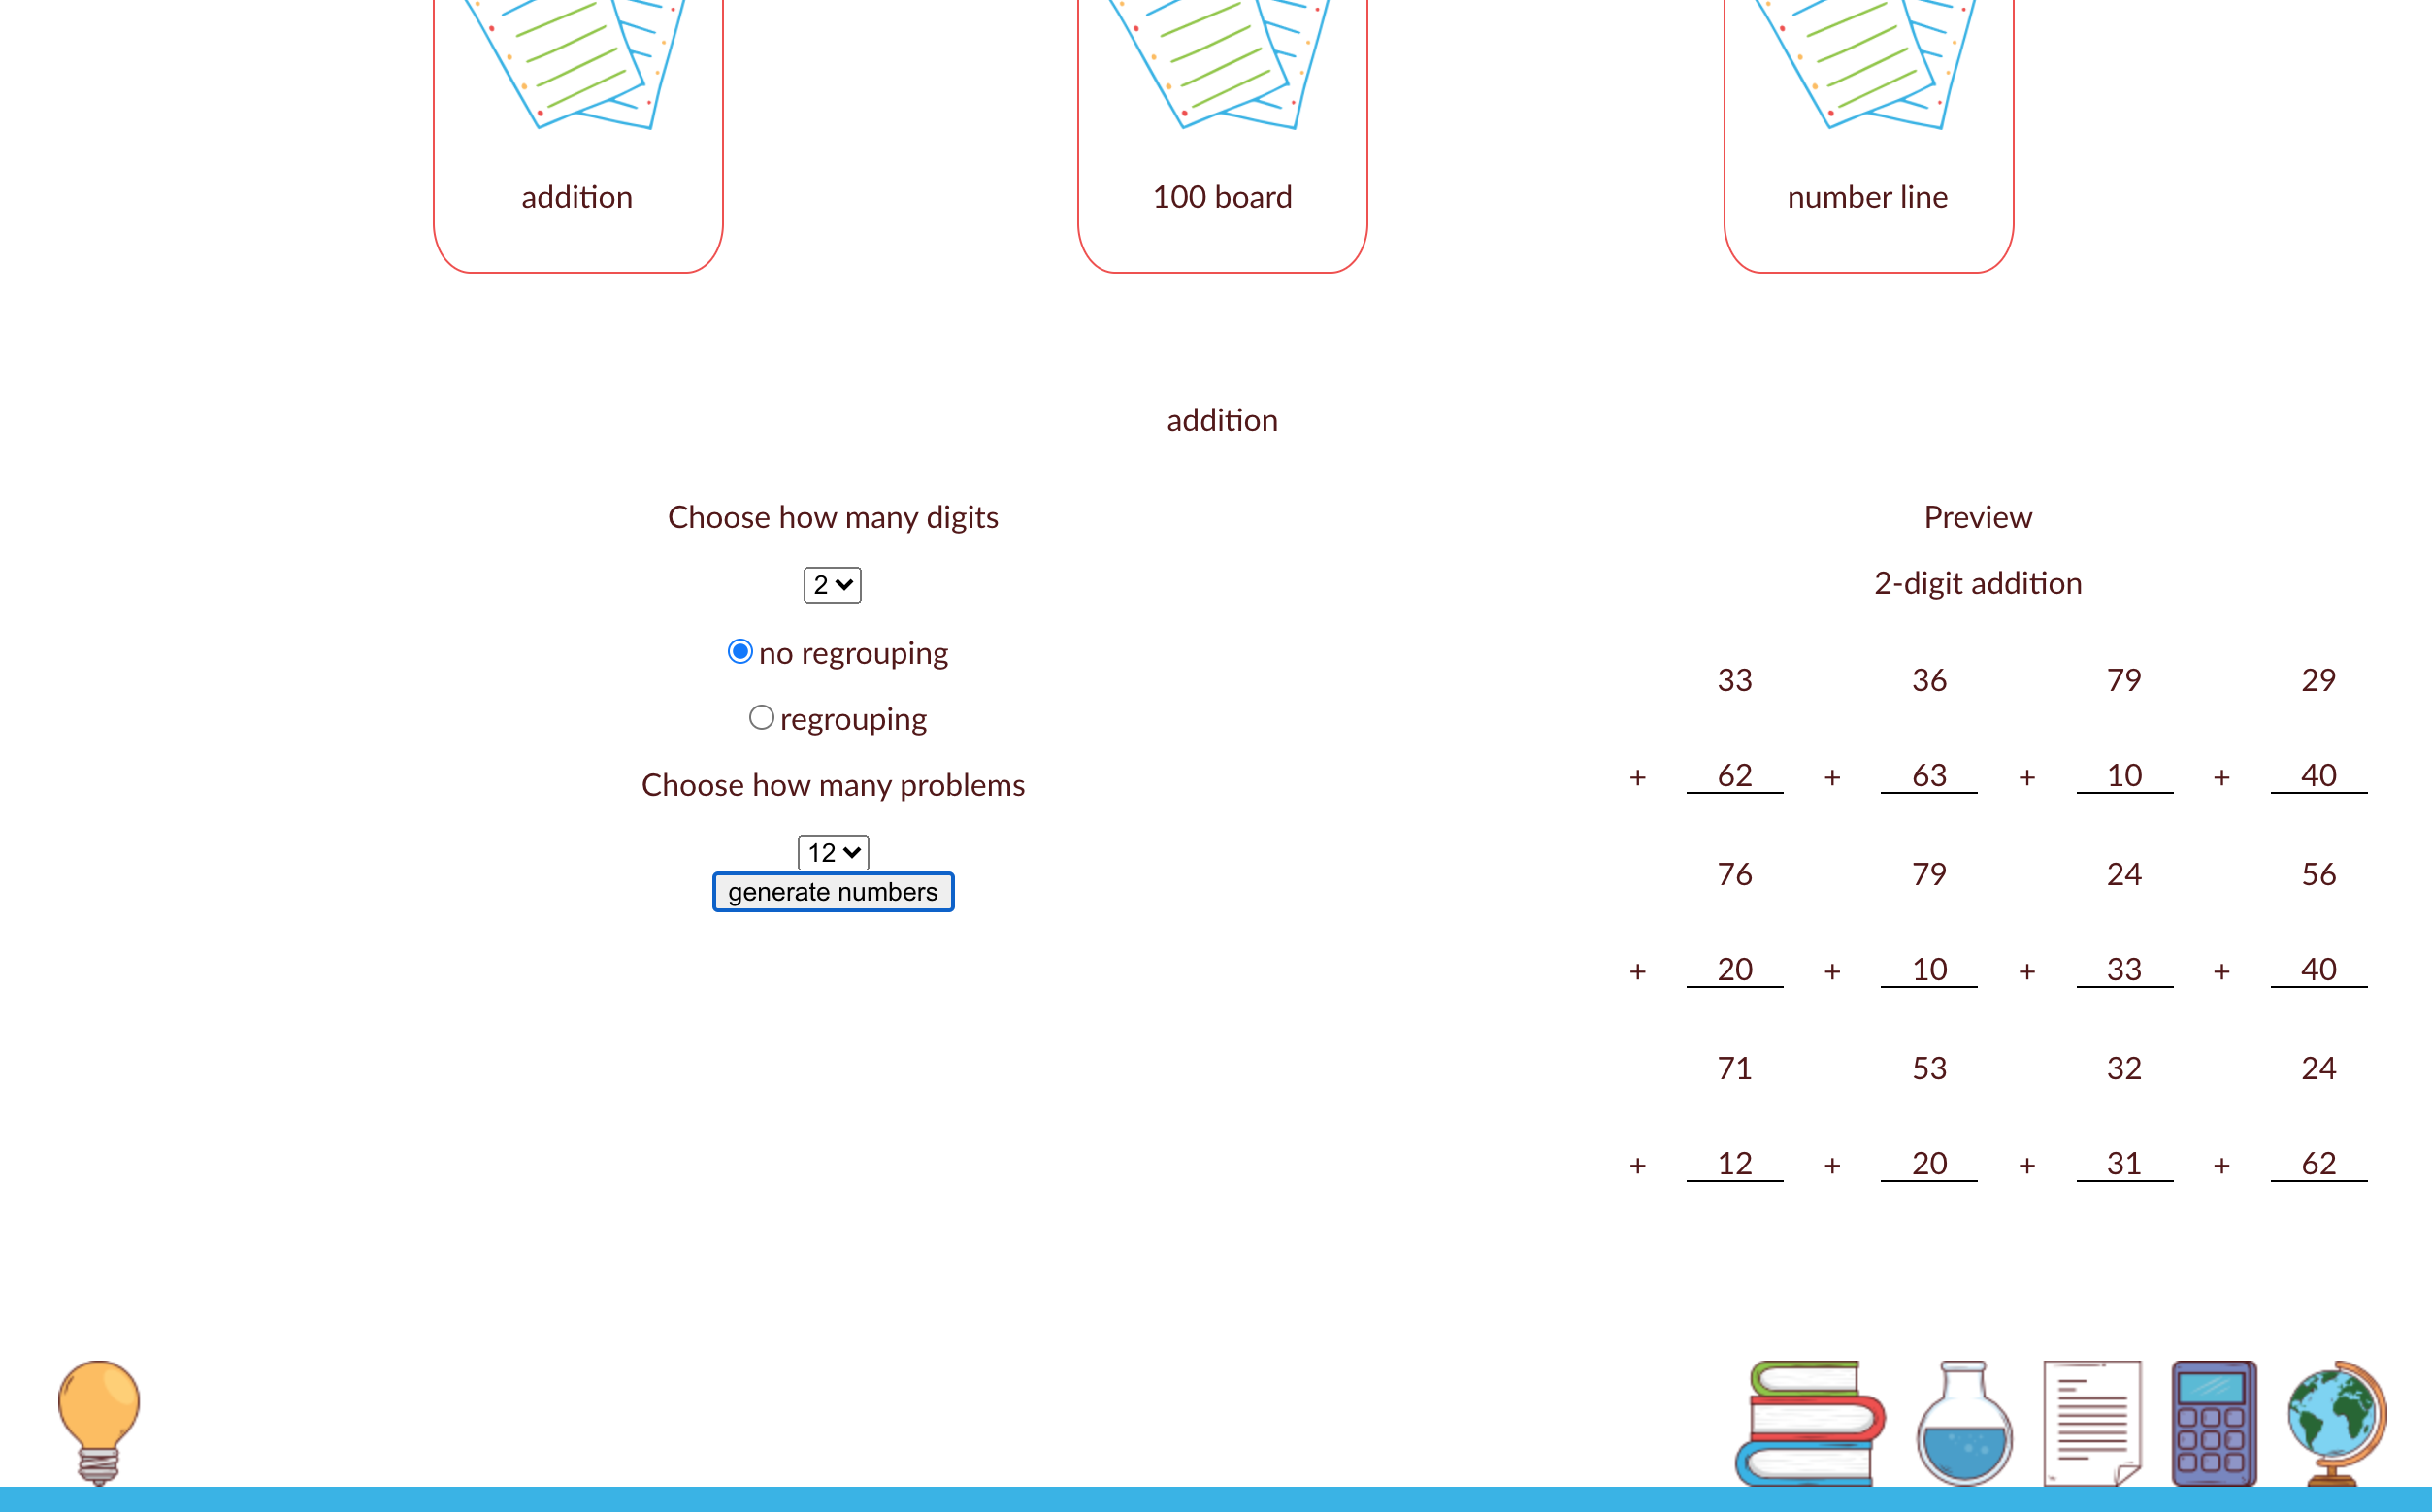 addition
100 board
number line
addition
Choose how many digits
2
no regrouping
regrouping
Choose how many problems
12
generate numbers
Preview
2-digit addition
33 36 79 29
+ 62 + 63 + 10 + 40
76 79 24 56
+ 20 + 10 + 33 + 40
71 53 32 24
+ 12 + 20 + 31 + 62